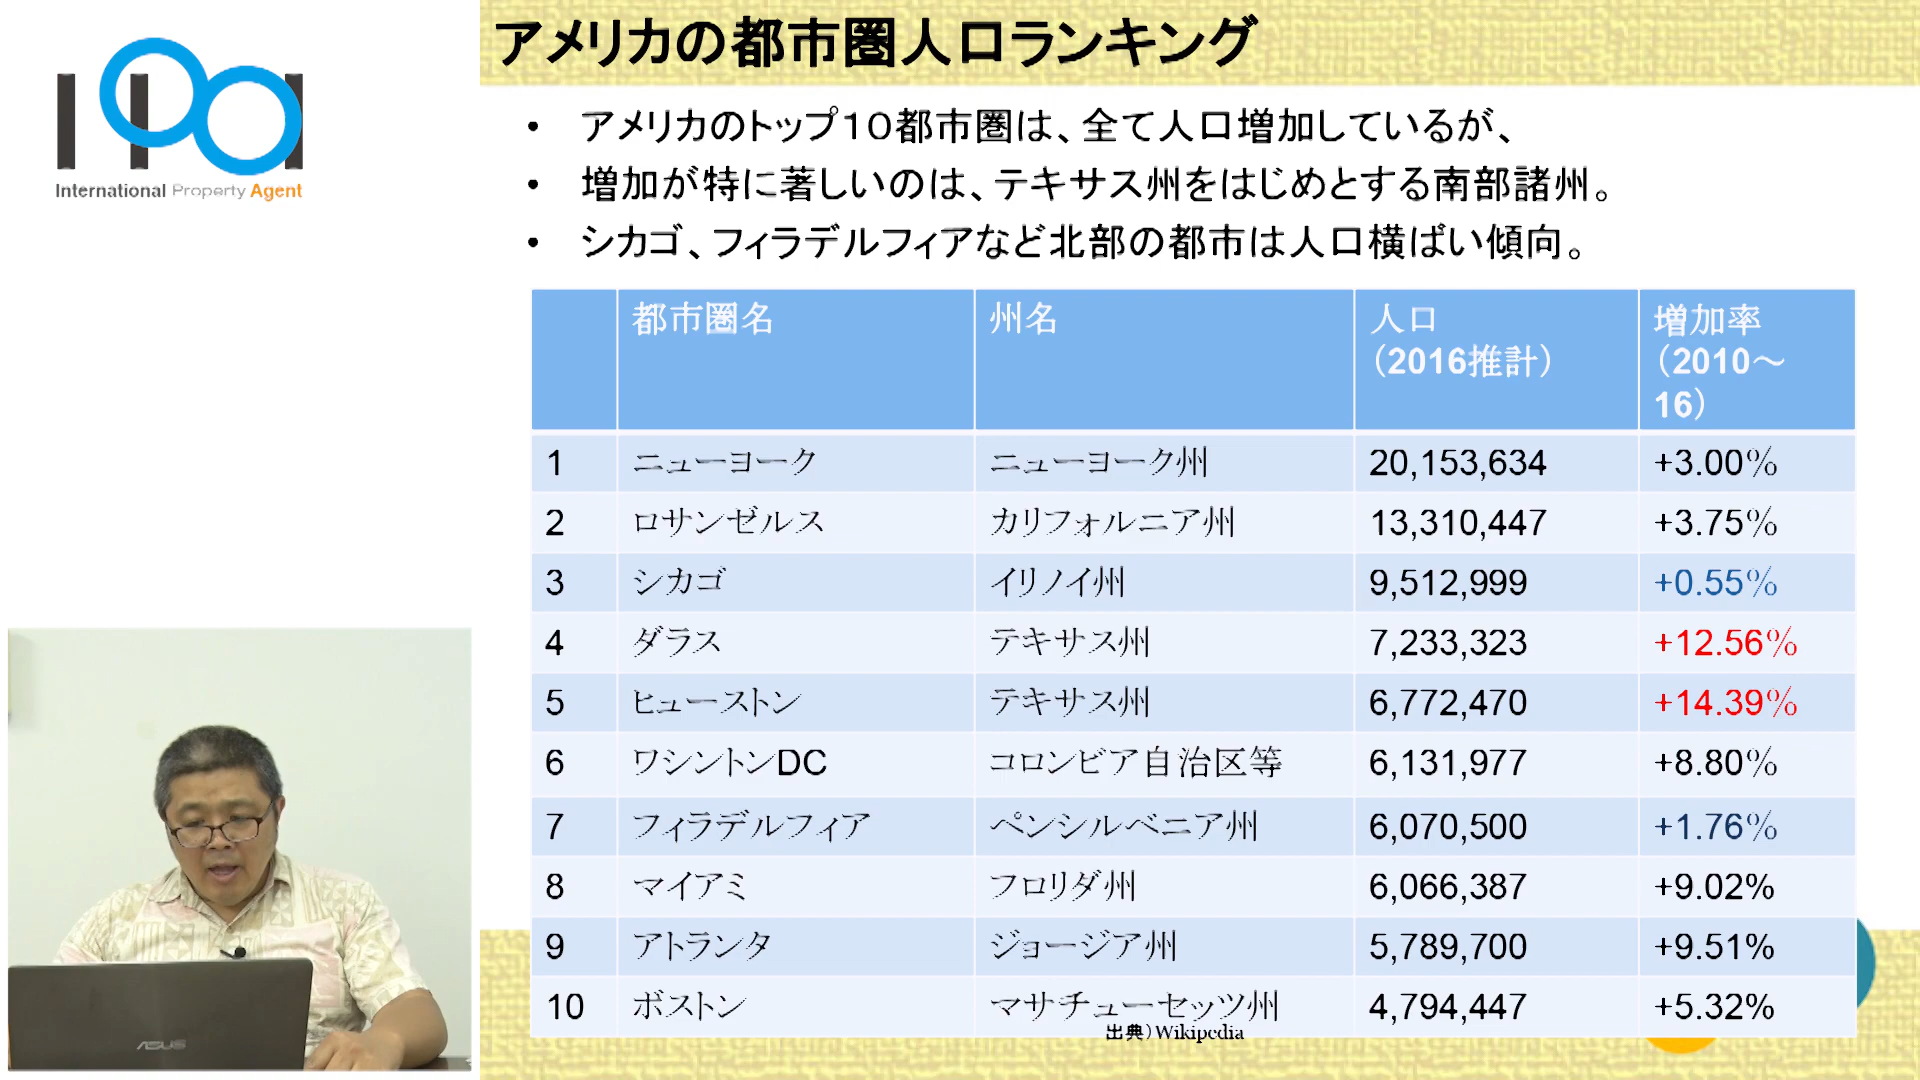 アメリカの都市圏人口ランキング
IPA
International Property Agent
• アメリカのトップ10都市圏は、全て人口増加しているが、
• 増加が特に著しいのは、テキサス州をはじめとする南部諸州。
• シカゴ、フィラデルフィアなど北部の都市は人口横ばい傾向。
都市圏名 州名 人口（2016推計） 増加率（2010～16）
1 ニューヨーク ニューヨーク州 20,153,634 +3.00%
2 ロサンゼルス カリフォルニア州 13,310,447 +3.75%
3 シカゴ イリノイ州 9,512,999 +0.55%
4 ダラス テキサス州 7,233,323 +12.56%
5 ヒューストン テキサス州 6,772,470 +14.39%
6 ワシントンDC コロンビア自治区等 6,131,977 +8.80%
7 フィラデルフィア ペンシルベニア州 6,070,500 +1.76%
8 マイアミ フロリダ州 6,066,387 +9.02%
9 アトランタ ジョージア州 5,789,700 +9.51%
10 ボストン マサチューセッツ州 4,794,447 +5.32%
出典）Wikipedia
ASUS